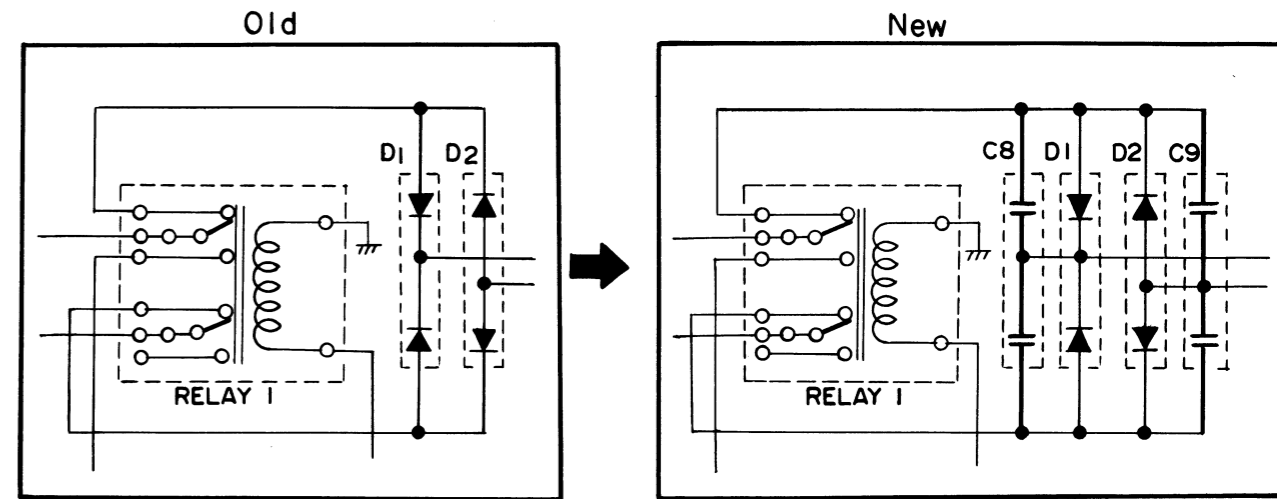 Old
New
D1
D2
RELAY 1
C8
D1
D2
C9
RELAY 1